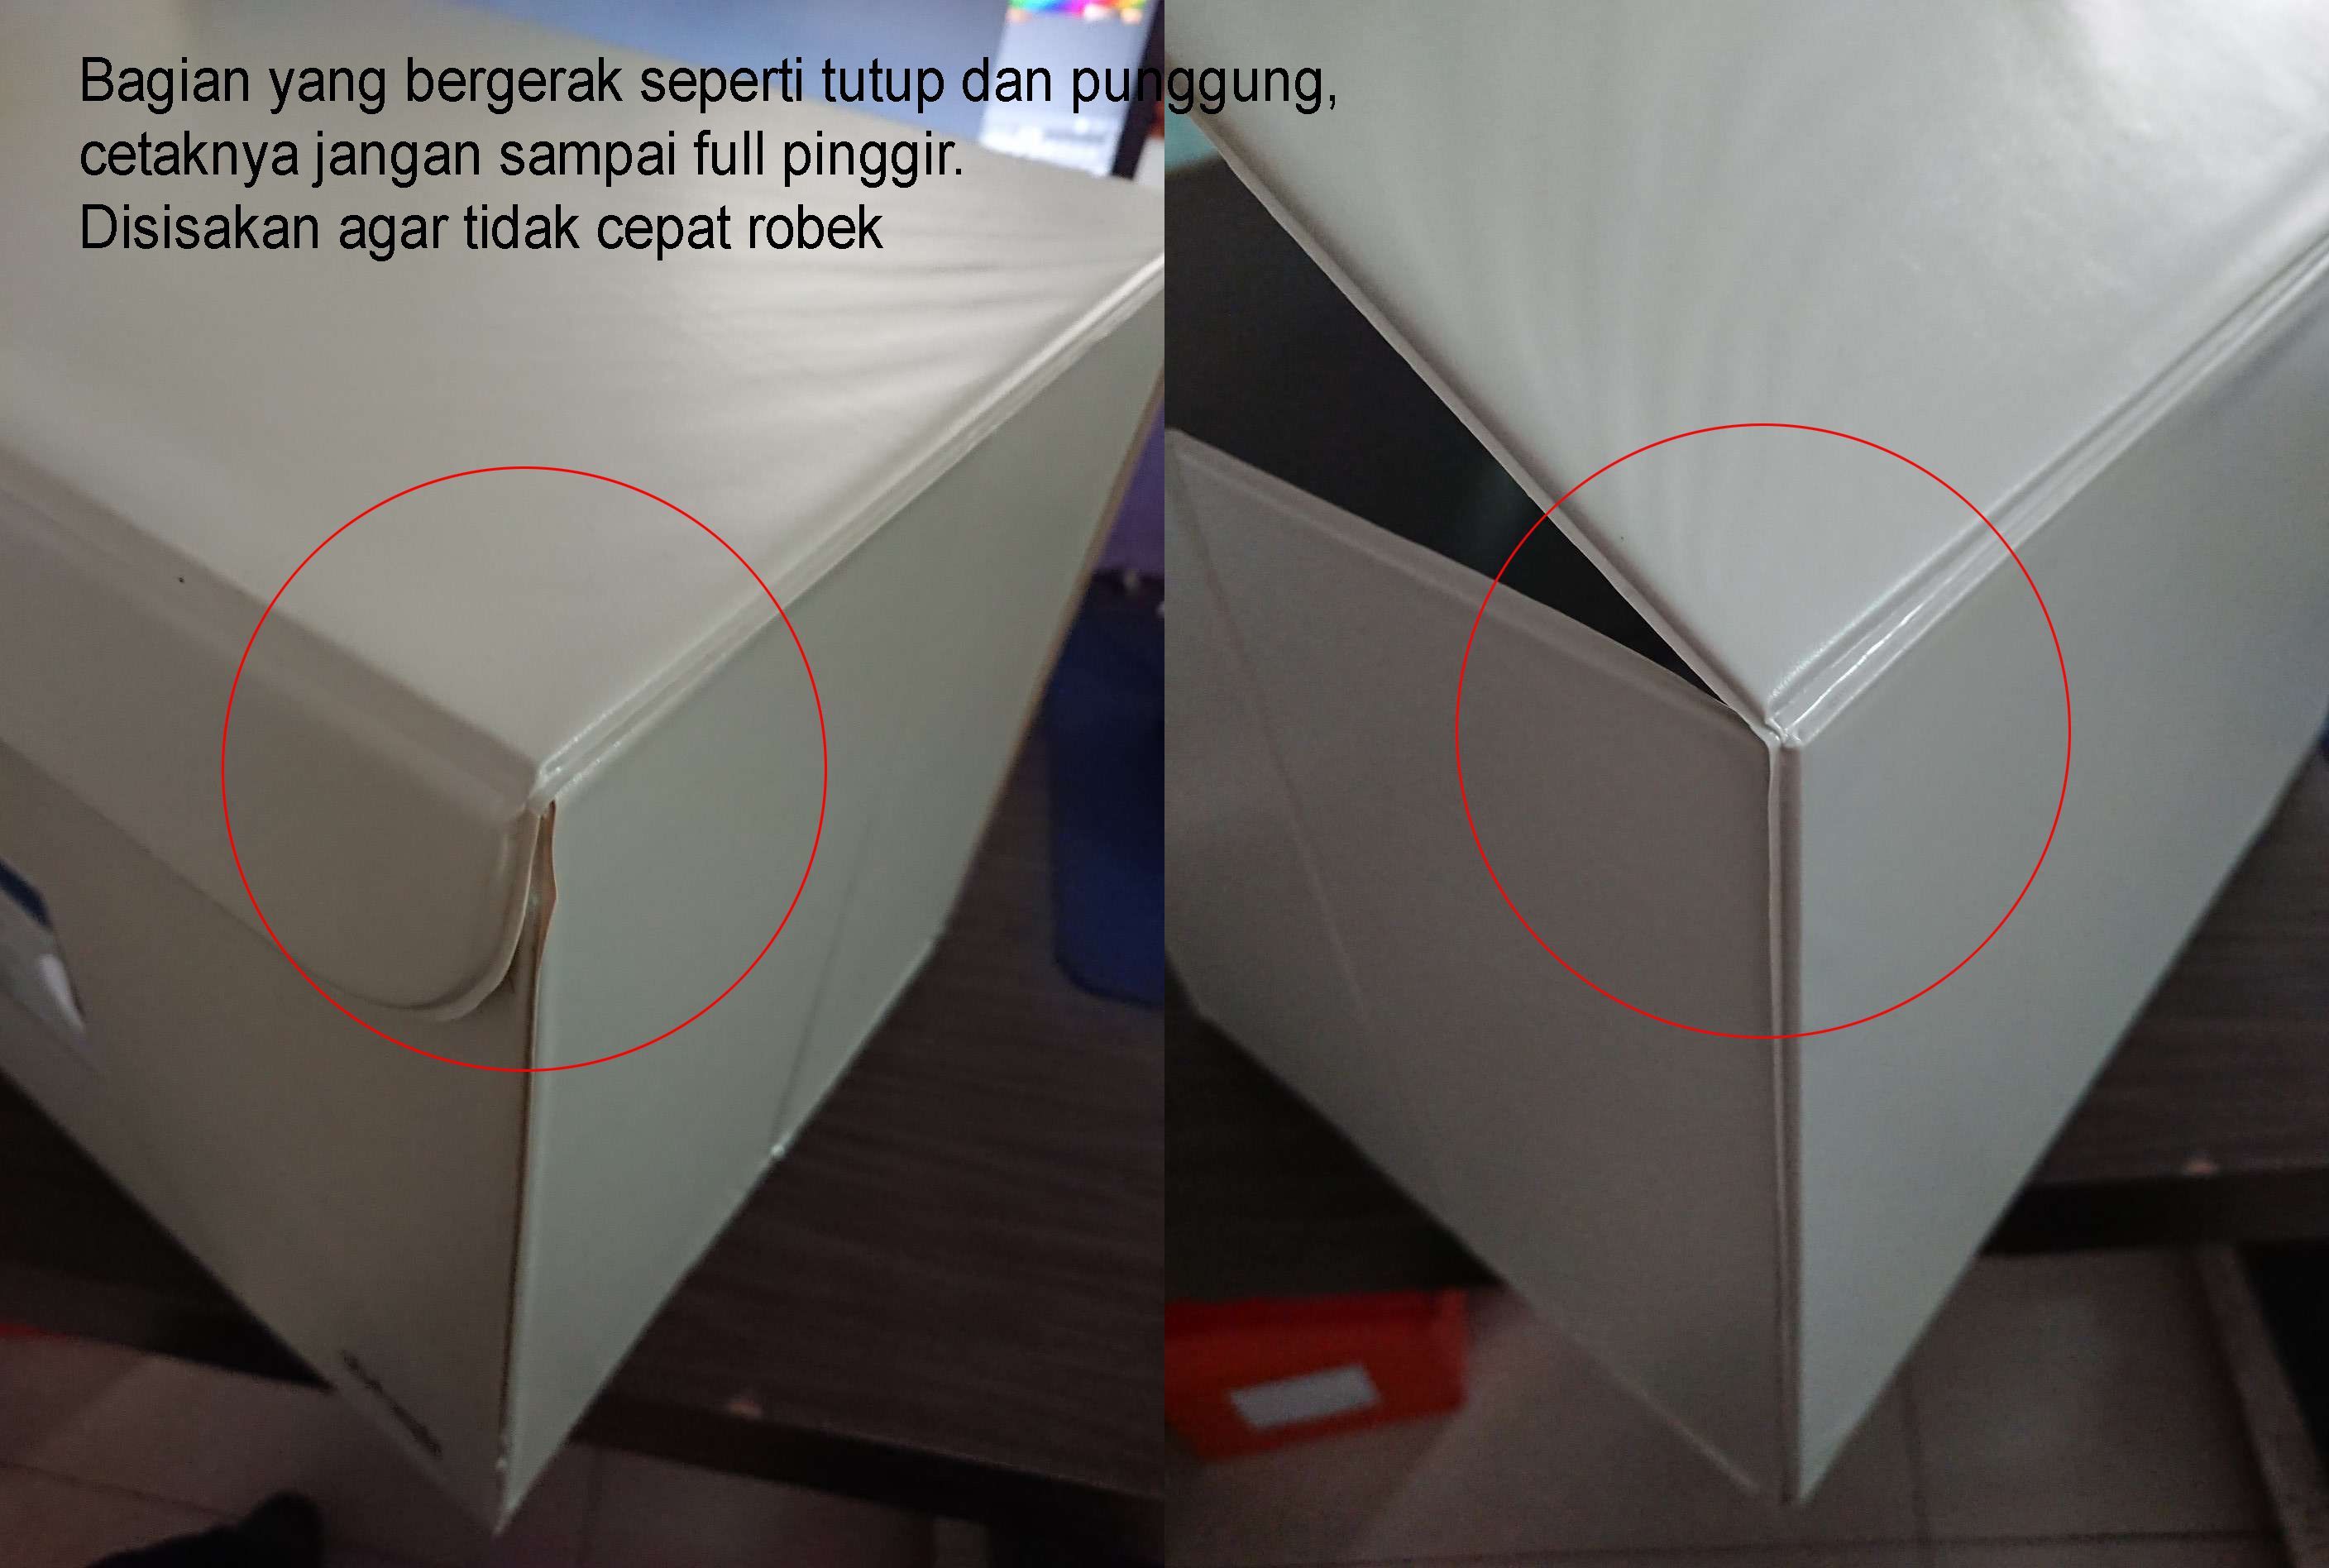 Bagian yang bergerak seperti tutup dan punggung,
cetaknya jangan sampai full pinggir.
Disisakan agar tidak cepat robek